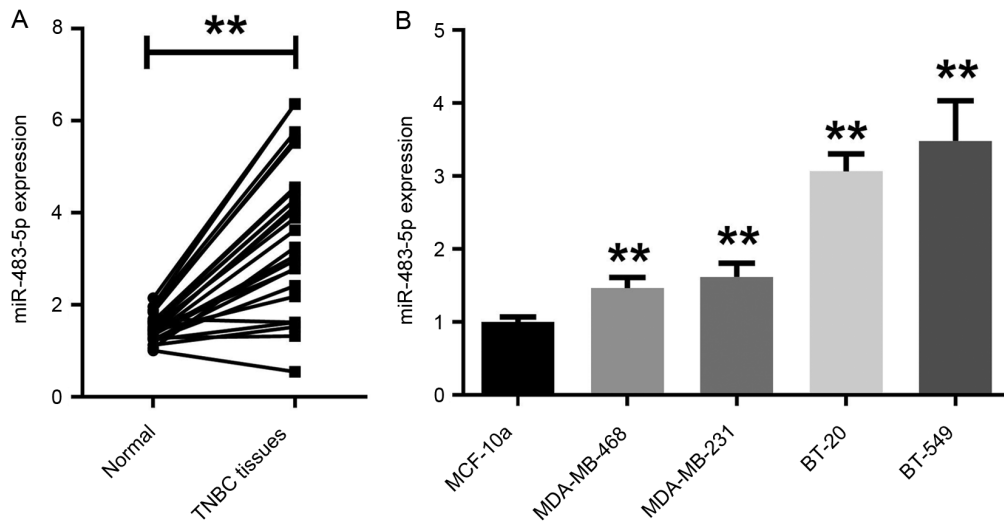 A
miR-483-5p expression
8
6
4
2
0
**
Normal
TNBC tissues
B
miR-483-5p expression
5
4
3
2
1
0
**
**
**
**
MCF-10a
MDA-MB-468
MDA-MB-231
BT-20
BT-549